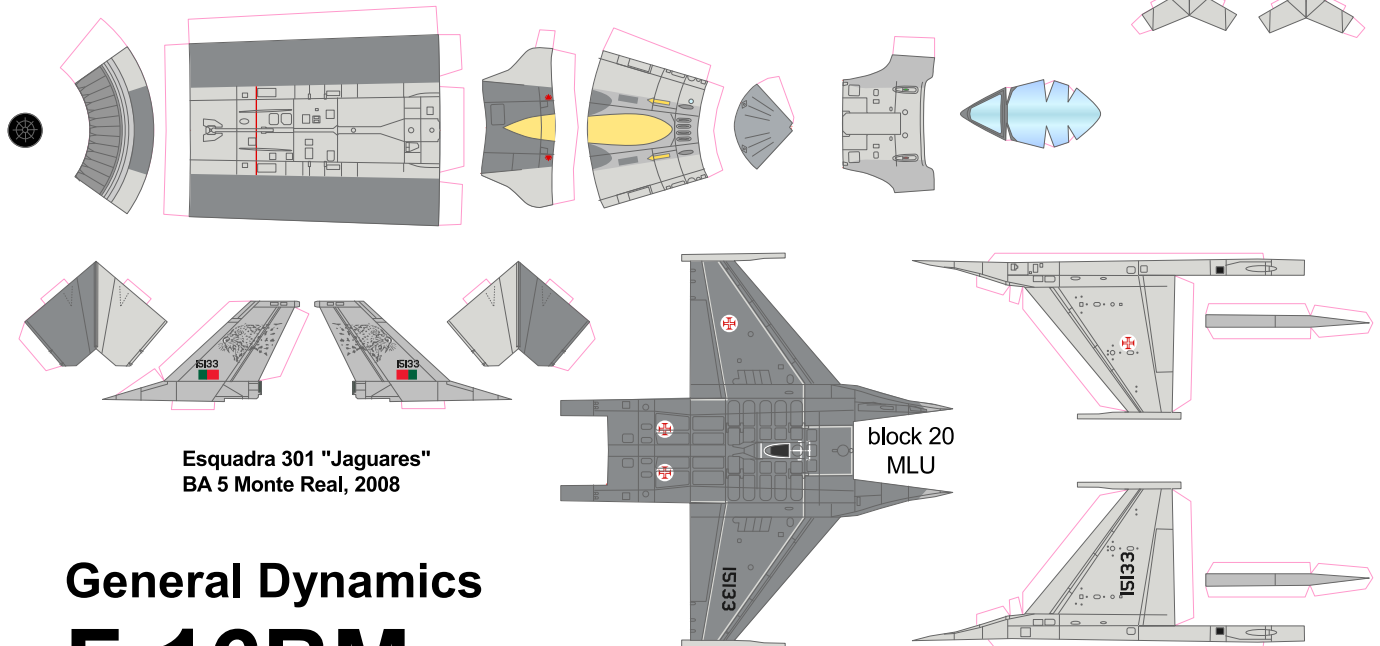 15133
15133
Esquadra 301 "Jaguares"
BA 5 Monte Real, 2008
block 20
MLU
15133
15133
General Dynamics